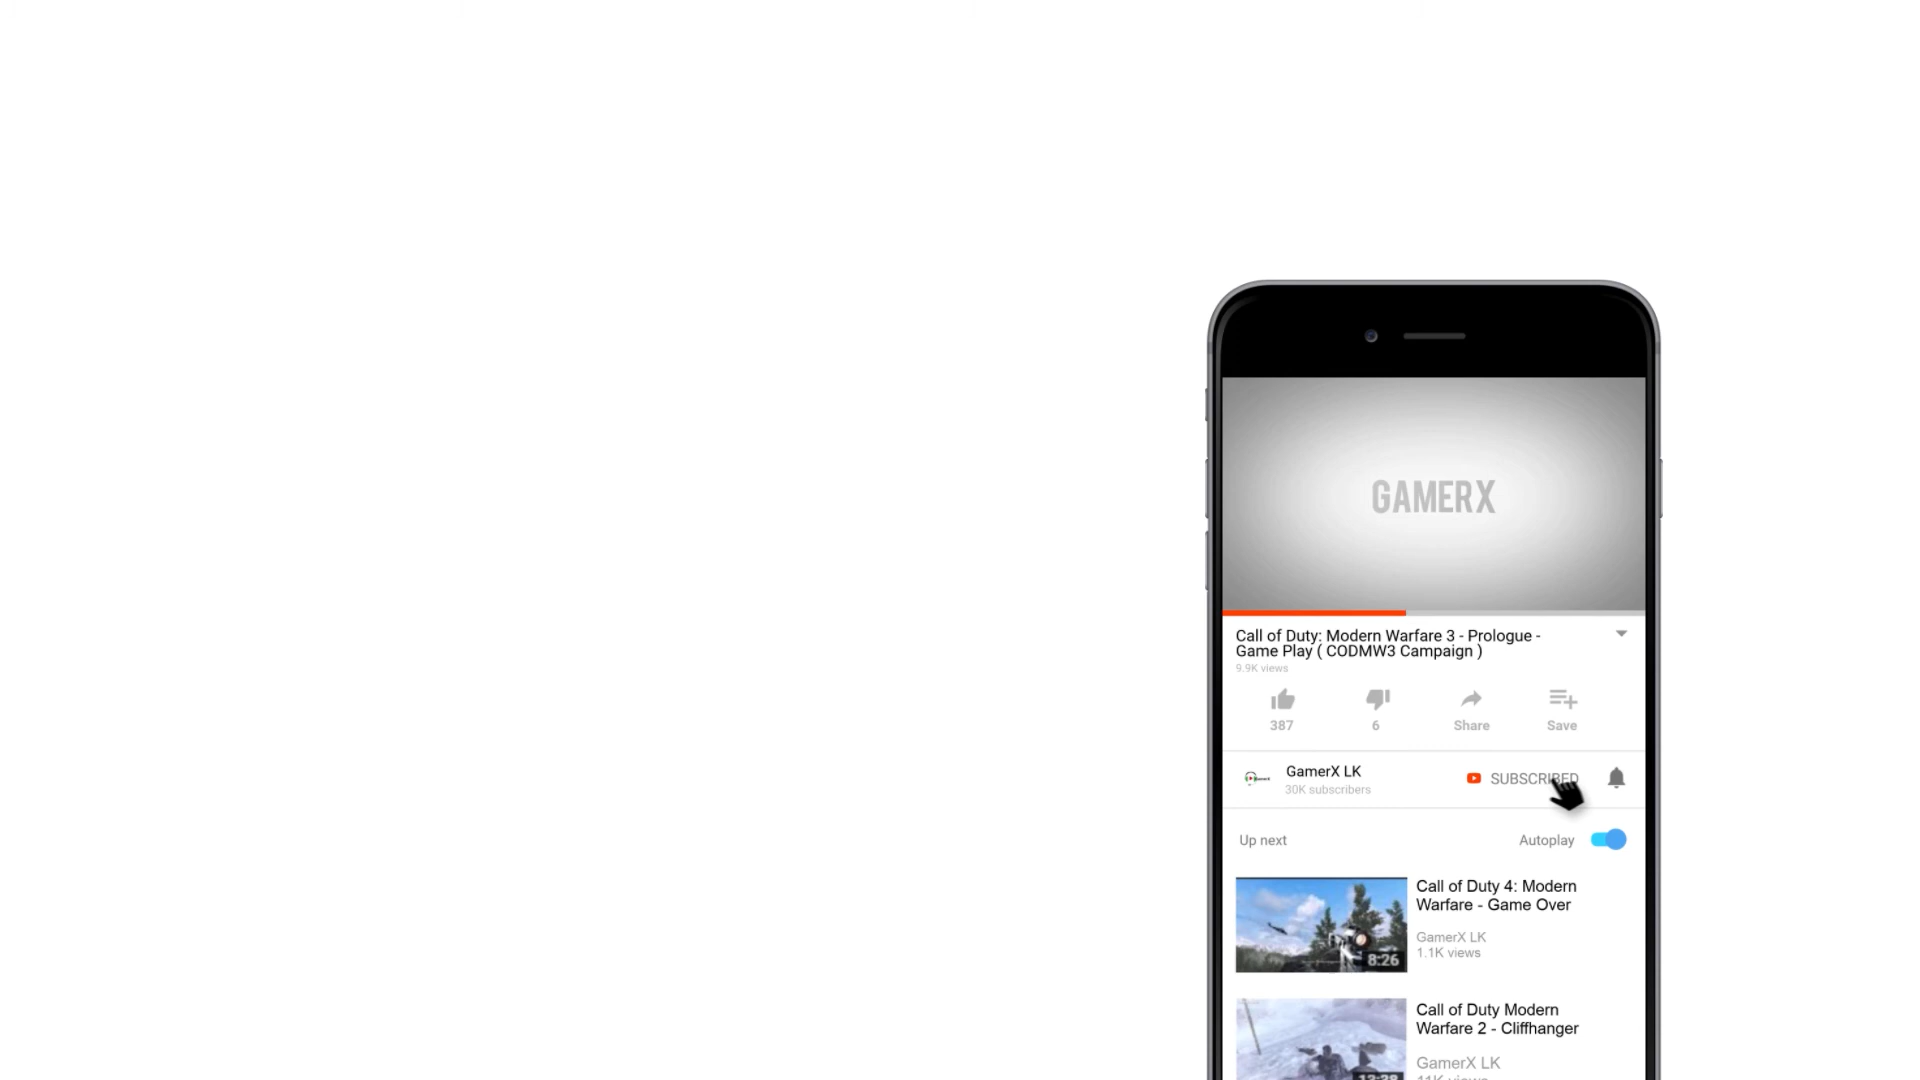 GAMERX
Call of Duty: Modern Warfare 3 - Prologue -
Game Play ( CODMW3 Campaign )
9.9K views
387
6
Share
Save
GamerX LK
30K subscribers
SUBSCRIBED
Up next
Autoplay
8:26
Call of Duty 4: Modern
Warfare - Game Over
GamerX LK
1.1K views
Call of Duty Modern
Warfare 2 - Cliffhanger
GamerX LK
11K views